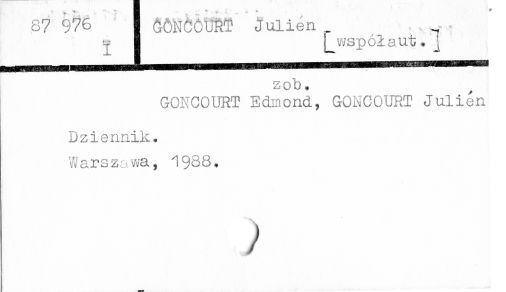 87 976
I
GONCOURT Julién
[współaut.]
zob.
GONCOURT Edmond, GONCOURT Julién
Dziennik.
Warszawa, 1988.